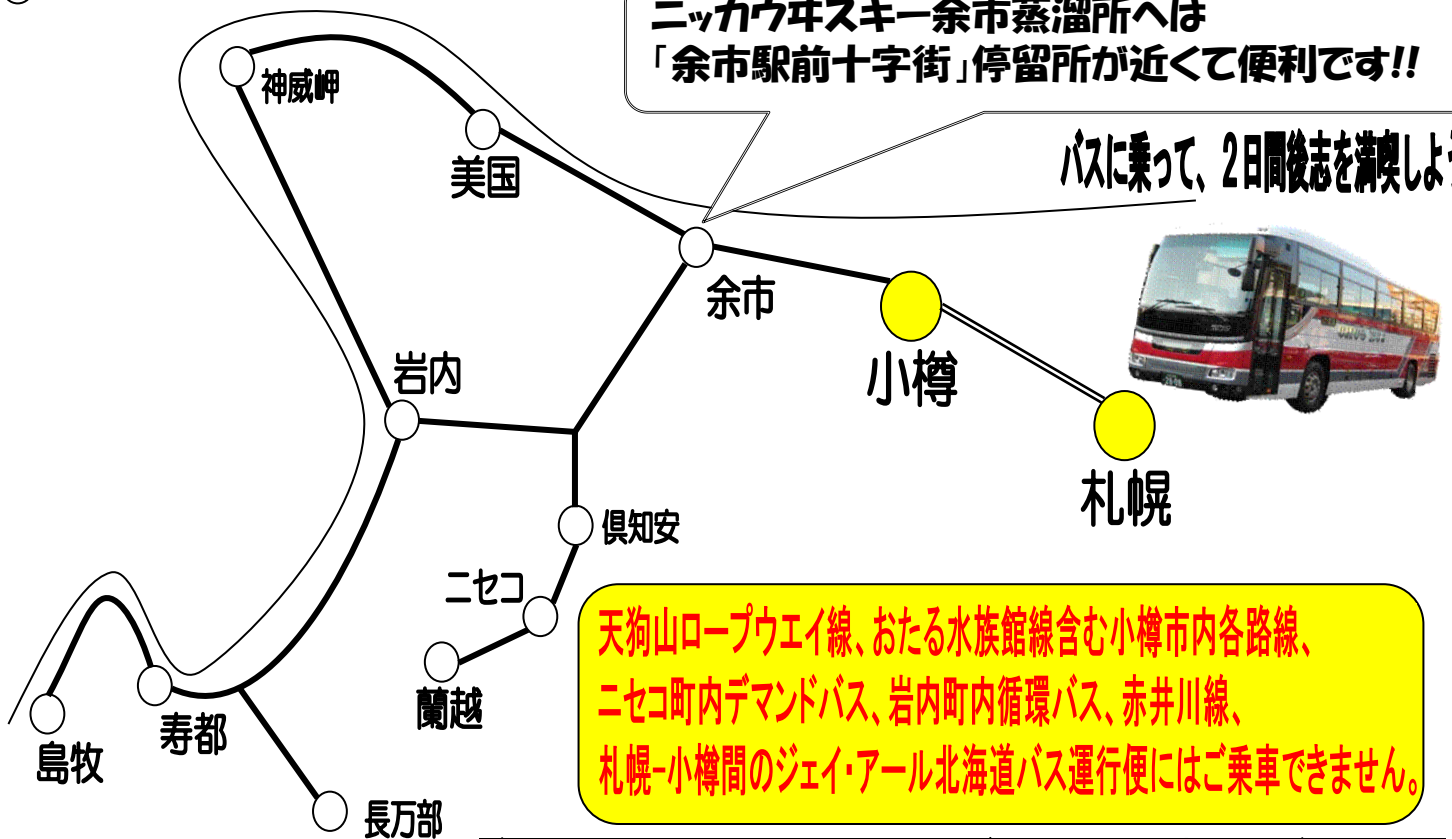 ニッカウヰスキー余市蒸溜所へは
「余市駅前十字街」停留所が近くて便利です!!
バスに乗って、2日間後志を満喫しよう
神威岬
美国
余市
小樽
岩内
札幌
倶知安
ニセコ
蘭越
寿都
島牧
長万部
天狗山ロープウエイ線、おたる水族館線含む小樽市内各路線、
ニセコ町内デマンドバス、岩内町内循環バス、赤井川線、
札幌-小樽間のジェイ・アール北海道バス運行便にはご乗車できません。